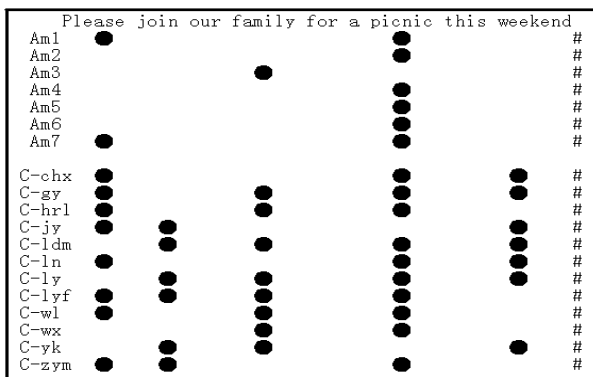 Please join our family for a picnic this weekend
Am1 #
Am2 #
Am3 #
Am4 #
Am5 #
Am6 #
Am7 #
C-chx #
C-gy #
C-hrl #
C-jy #
C-ldm #
C-ln #
C-ly #
C-lyf #
C-wl #
C-wx #
C-yk #
C-zym #